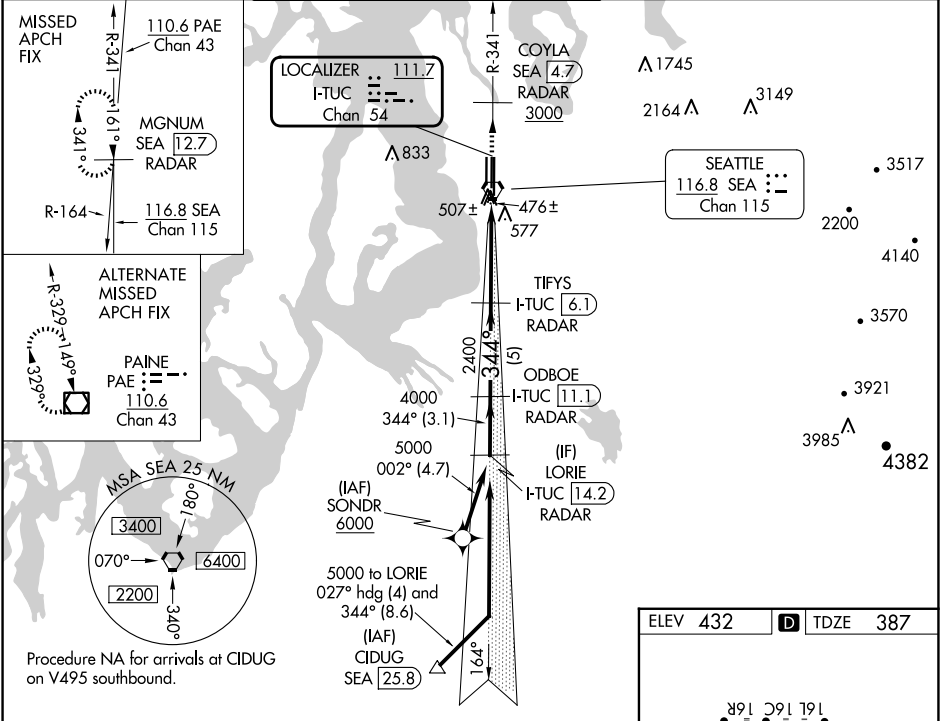 MISSED
APCH
FIX
110.6 PAE
Chan 43
R-341
161°
341°
MGNUM
SEA 12.7
RADAR
R-164
116.8 SEA
Chan 115
ALTERNATE
MISSED
APCH FIX
R-329
149°
329°
PAINE
PAE
110.6
Chan 43
MSA SEA 25 NM
180°
3400
070°
6400
2200
340°
Procedure NA for arrivals at CIDUG
on V495 southbound.
LOCALIZER 111.7
I-TUC
Chan 54
R-341
COYLA
SEA 4.7
RADAR
3000
1745
2164
3149
833
SEATTLE
116.8 SEA
Chan 115
3517
507± 476±
577
2200
4140
TIFYS
I-TUC 6.1
RADAR
3570
2400
344°
(5)
ODBOE
I-TUC 11.1
RADAR
4000
344° (3.1)
3921
3985
4382
5000
002° (4.7)
(IF)
LORIE
I-TUC 14.2
RADAR
(IAF)
SONDR
6000
5000 to LORIE
027° hdg (4) and
344° (8.6)
(IAF)
CIDUG
SEA 25.8
164°
ELEV 432 D TDZE 387
16R 16C 16L